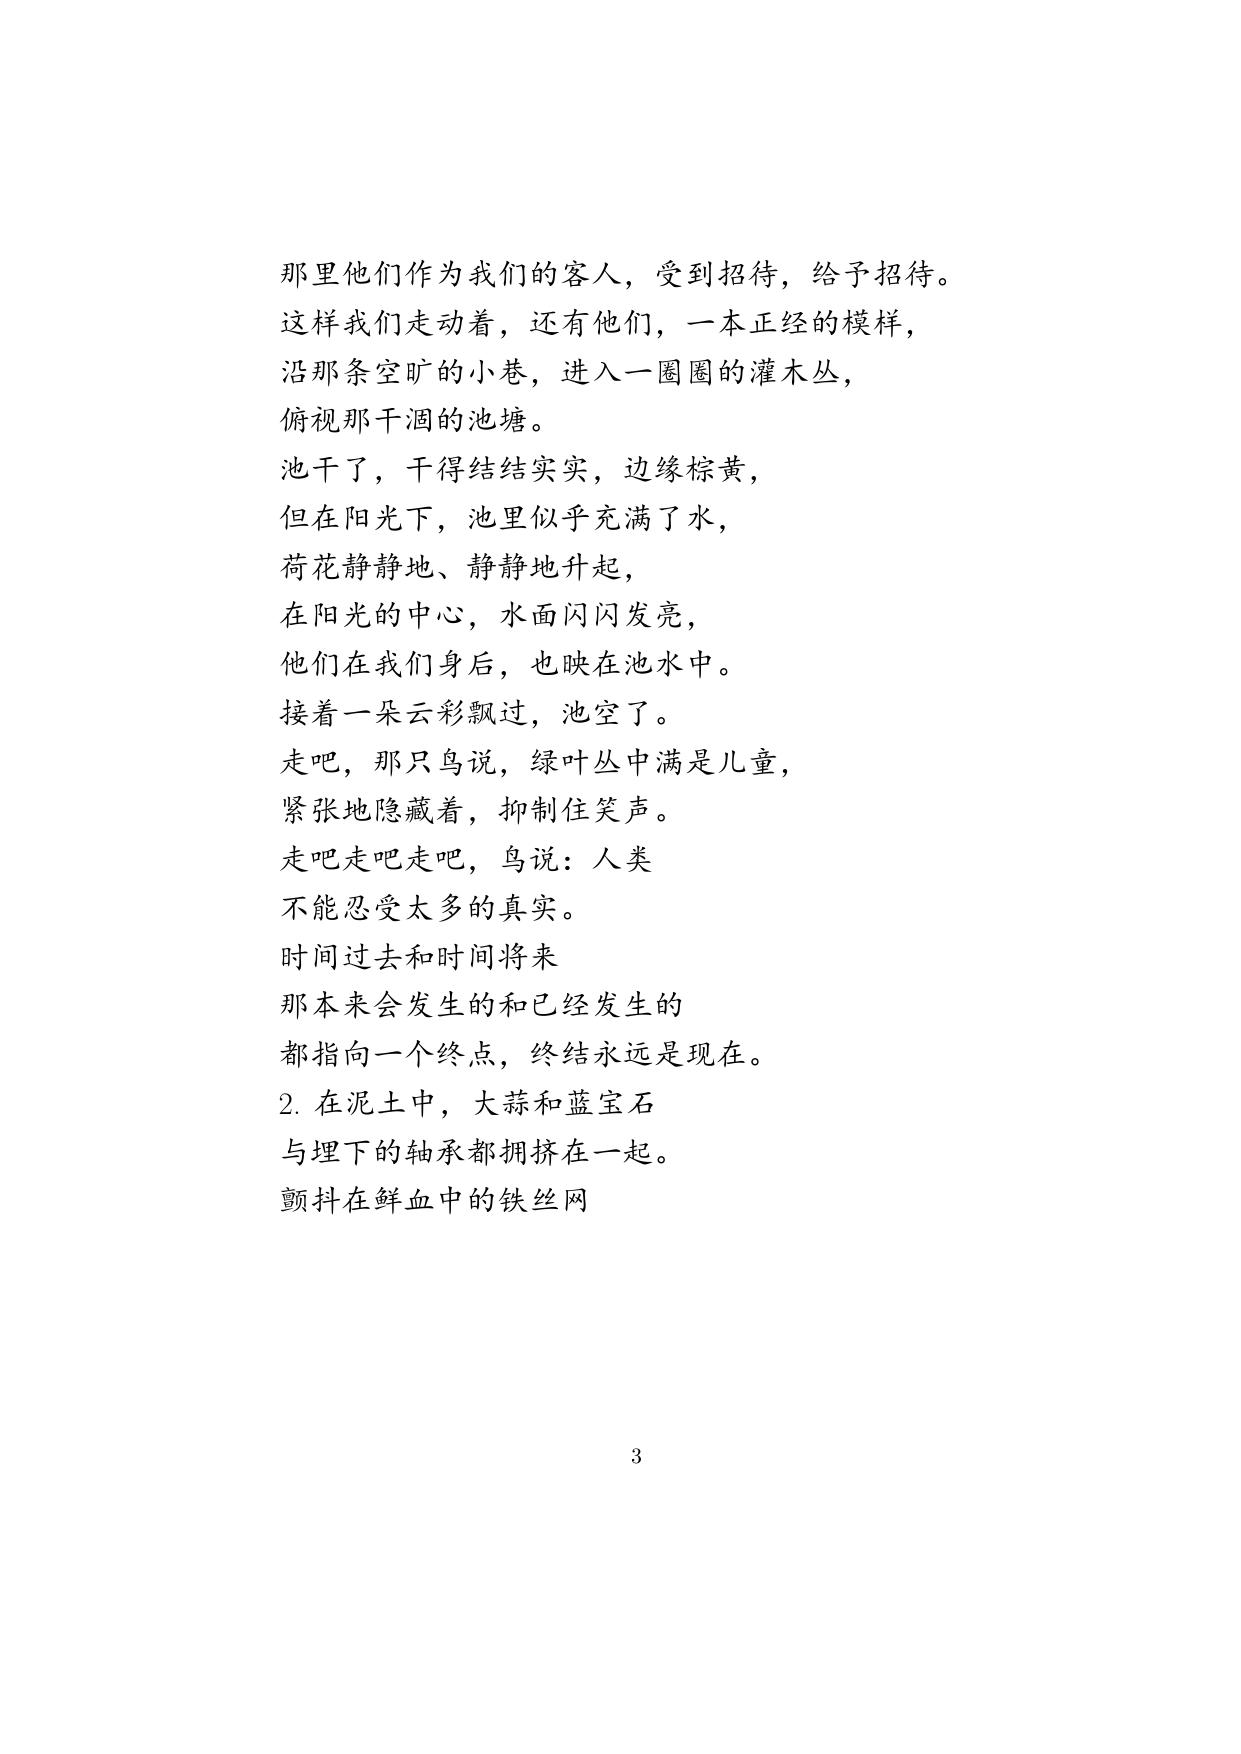 那里他们作为我们的客人，受到招待，给予招待。
这样我们走动着，还有他们，一本正经的模样，
沿那条空旷的小巷，进入一圈圈的灌木丛，
俯视那干涸的池塘。
池干了，干得结结实实，边缘棕黄，
但在阳光下，池里似乎充满了水，
荷花静静地、静静地升起，
在阳光的中心，水面闪闪发亮，
他们在我们身后，也映在池水中。
接着一朵云彩飘过，池空了。
走吧，那只鸟说，绿叶丛中满是儿童，
紧张地隐藏着，抑制住笑声。
走吧走吧走吧，鸟说：人类
不能忍受太多的真实。
时间过去和时间将来
那本来会发生的和已经发生的
都指向一个终点，终结永远是现在。
2. 在泥土中，大蒜和蓝宝石
与埋下的轴承都拥挤在一起。
颤抖在鲜血中的铁丝网
3